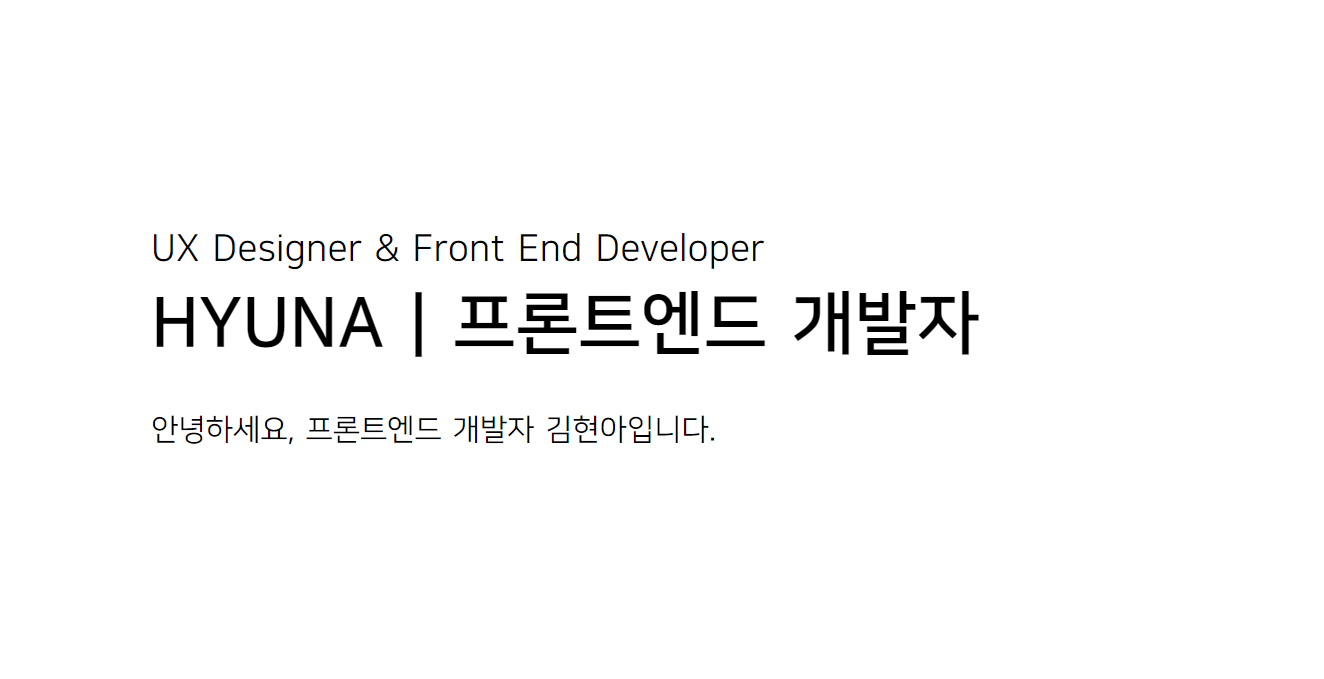 UX Designer & Front End Developer
HYUNA | 프론트엔드 개발자
안녕하세요, 프론트엔드 개발자 김현아입니다.